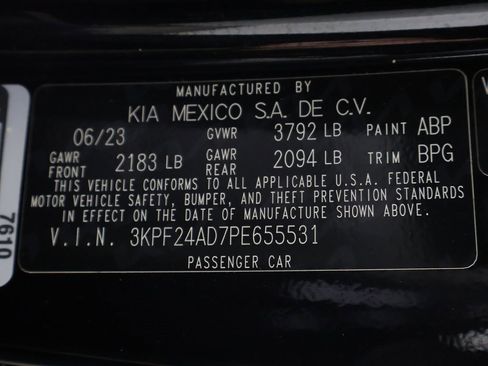 MANUFACTURED BY
KIA MEXICO S.A. DE C.V.
06/23 GVWR 3792 LB PAINT ABP
GAWR FRONT 2183 LB GAWR REAR 2094 LB TRIM BPG
THIS VEHICLE CONFORMS TO ALL APPLICABLE U.S.A. FEDERAL
MOTOR VEHICLE SAFETY, BUMPER, AND THEFT PREVENTION STANDARDS
IN EFFECT ON THE DATE OF MANUFACTURE SHOWN ABOVE.
V.I.N. 3KPF24AD7PE655531
PASSENGER CAR
7610